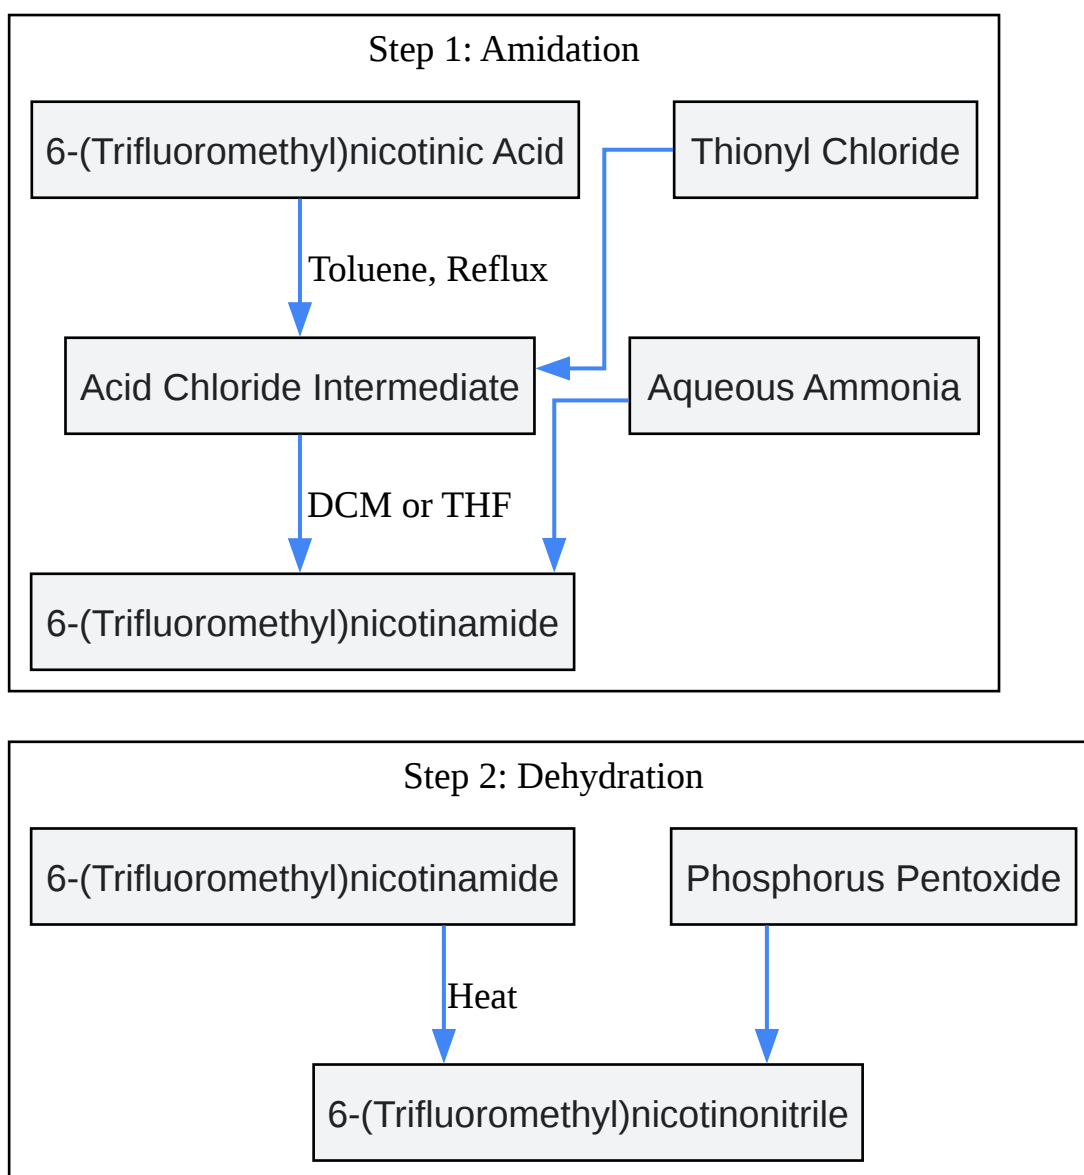 Step 1: Amidation
6-(Trifluoromethyl)nicotinic Acid
Thionyl Chloride
Toluene, Reflux
Acid Chloride Intermediate
Aqueous Ammonia
DCM or THF
6-(Trifluoromethyl)nicotinamide
Step 2: Dehydration
6-(Trifluoromethyl)nicotinamide
Phosphorus Pentoxide
Heat
6-(Trifluoromethyl)nicotinonitrile